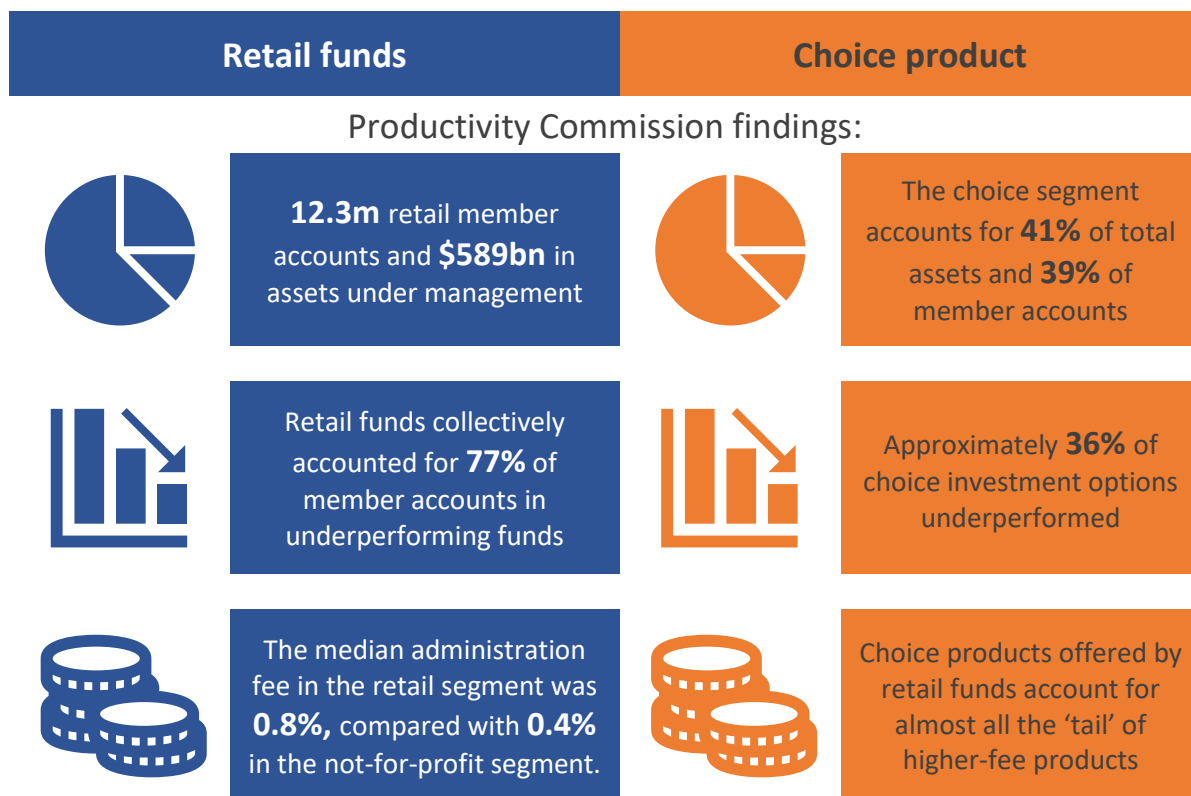 Retail funds
Choice product
Productivity Commission findings:
12.3m retail member
accounts and $589bn in
assets under management
The choice segment
accounts for 41% of total
assets and 39% of
member accounts
Retail funds collectively
accounted for 77% of
member accounts in
underperforming funds
Approximately 36% of
choice investment options
underperformed
The median administration
fee in the retail segment was
0.8%, compared with 0.4%
in the not-for-profit segment.
Choice products offered by
retail funds account for
almost all the ‘tail’ of
higher-fee products